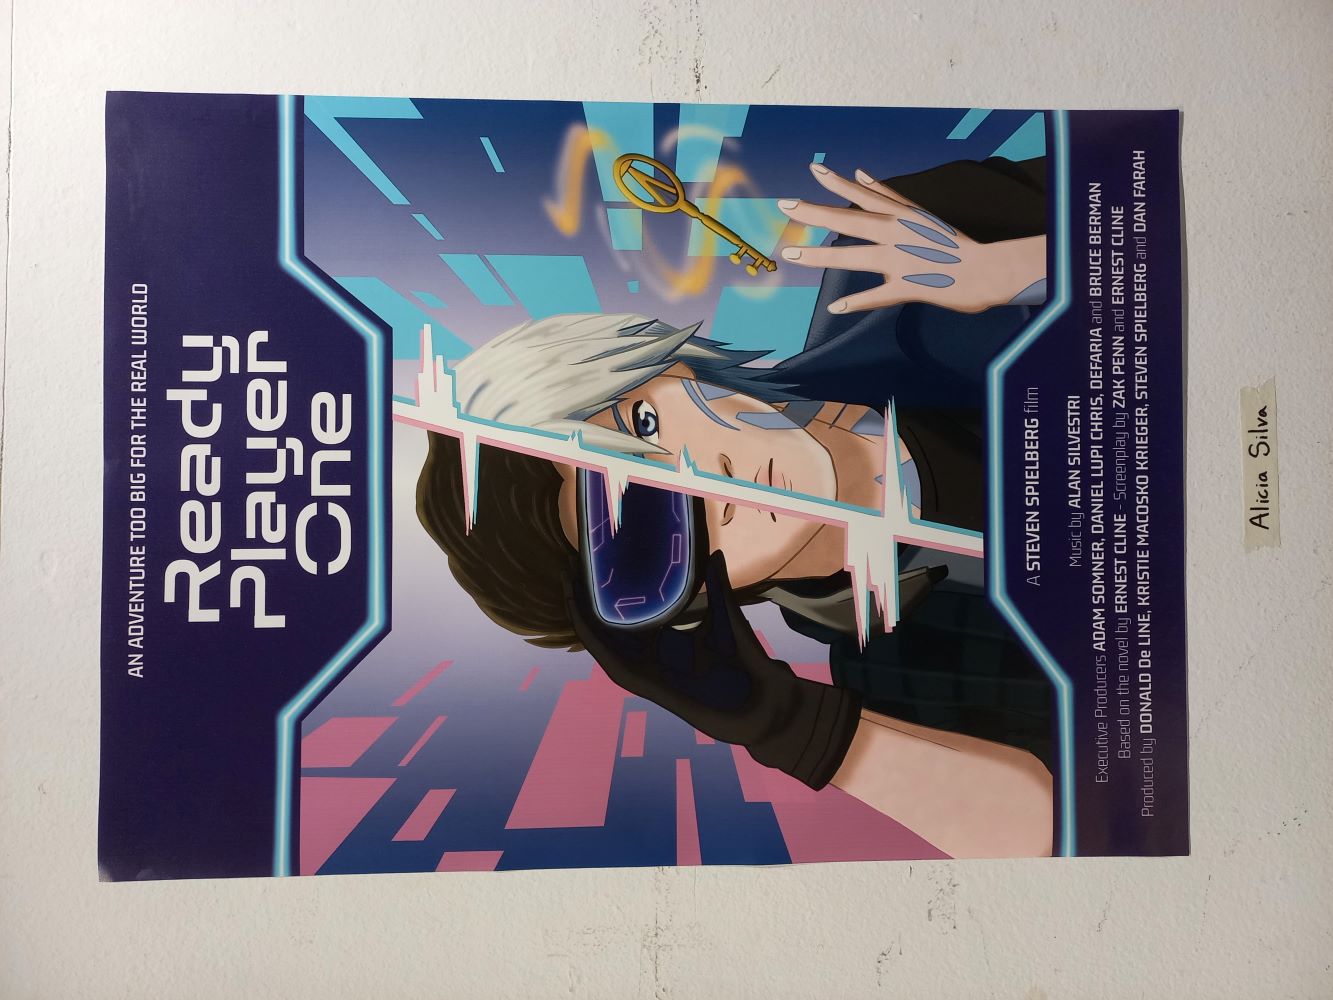 AN ADVENTURE TOO BIG FOR THE REAL WORLD
Ready
Player
One
A STEVEN SPIELBERG film
Music by ALAN SILVESTRI
Executive Producers ADAM SOMNER, DANIEL LUPI CHRIS, DEFARIA and BRUCE BERMAN
Based on the novel by ERNEST CLINE - Screenplay by ZAK PENN and ERNEST CLINE
Produced by DONALD De LINE, KRISTIE MACOSKO KRIEGER, STEVEN SPIELBERG and DAN FARAH
Alicia Silva